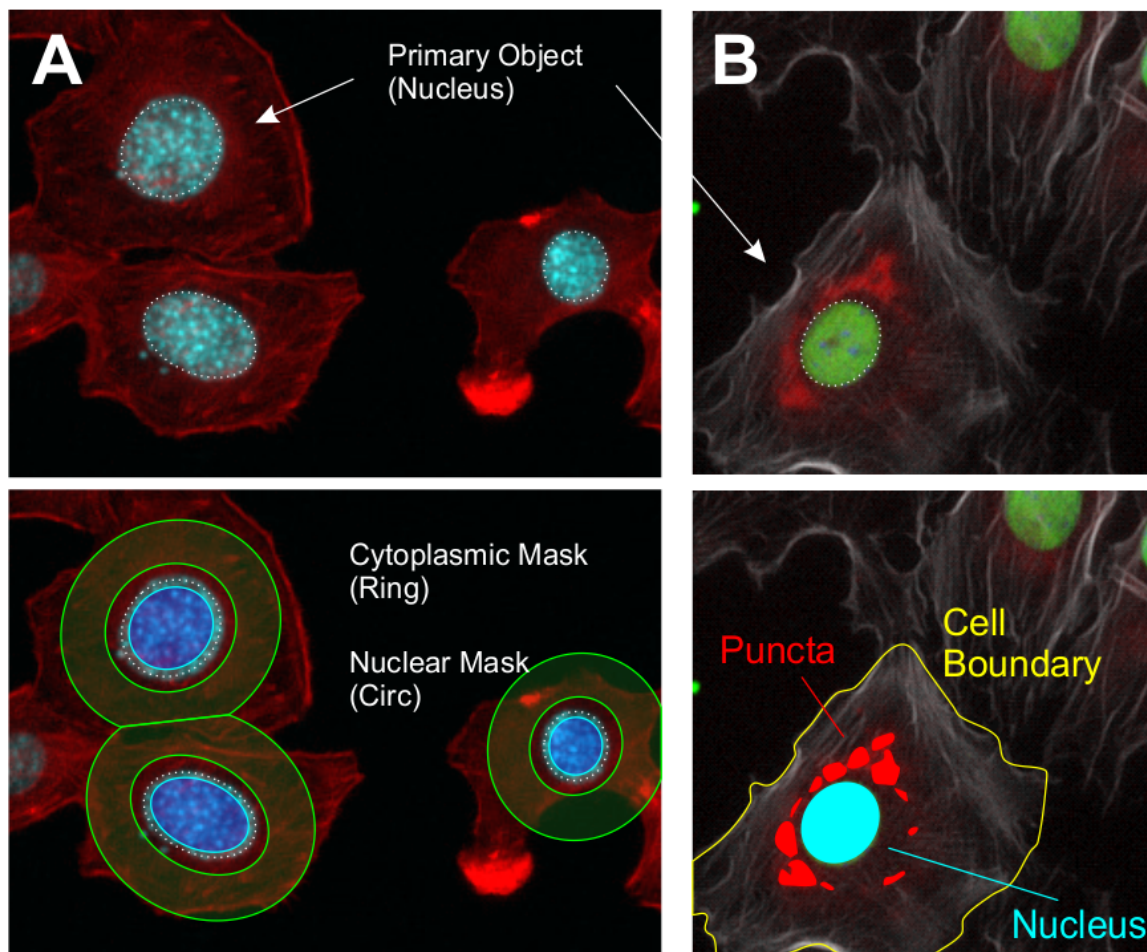 A
Primary Object
(Nucleus)
B
Cytoplasmic Mask
(Ring)
Nuclear Mask
(Circ)
Puncta
Cell
Boundary
Nucleus